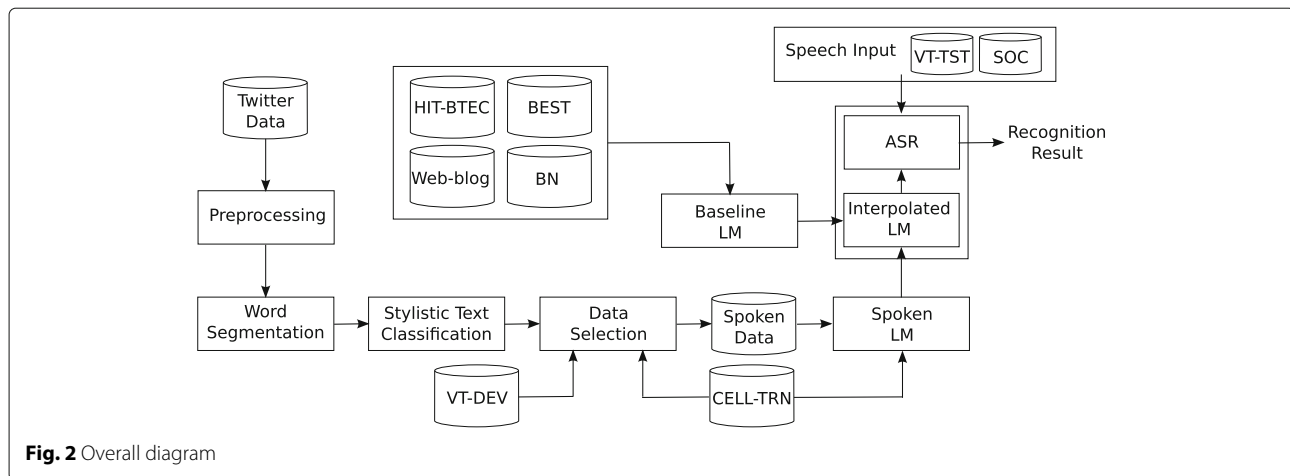 Speech Input
VT-TST
SOC
Twitter
Data
HIT-BTEC
BEST
Web-blog
BN
ASR
Recognition
Result
Preprocessing
Baseline
LM
Interpolated
LM
Word
Segmentation
Stylistic Text
Classification
Data
Selection
Spoken
Data
Spoken
LM
VT-DEV
CELL-TRN
Fig. 2 Overall diagram